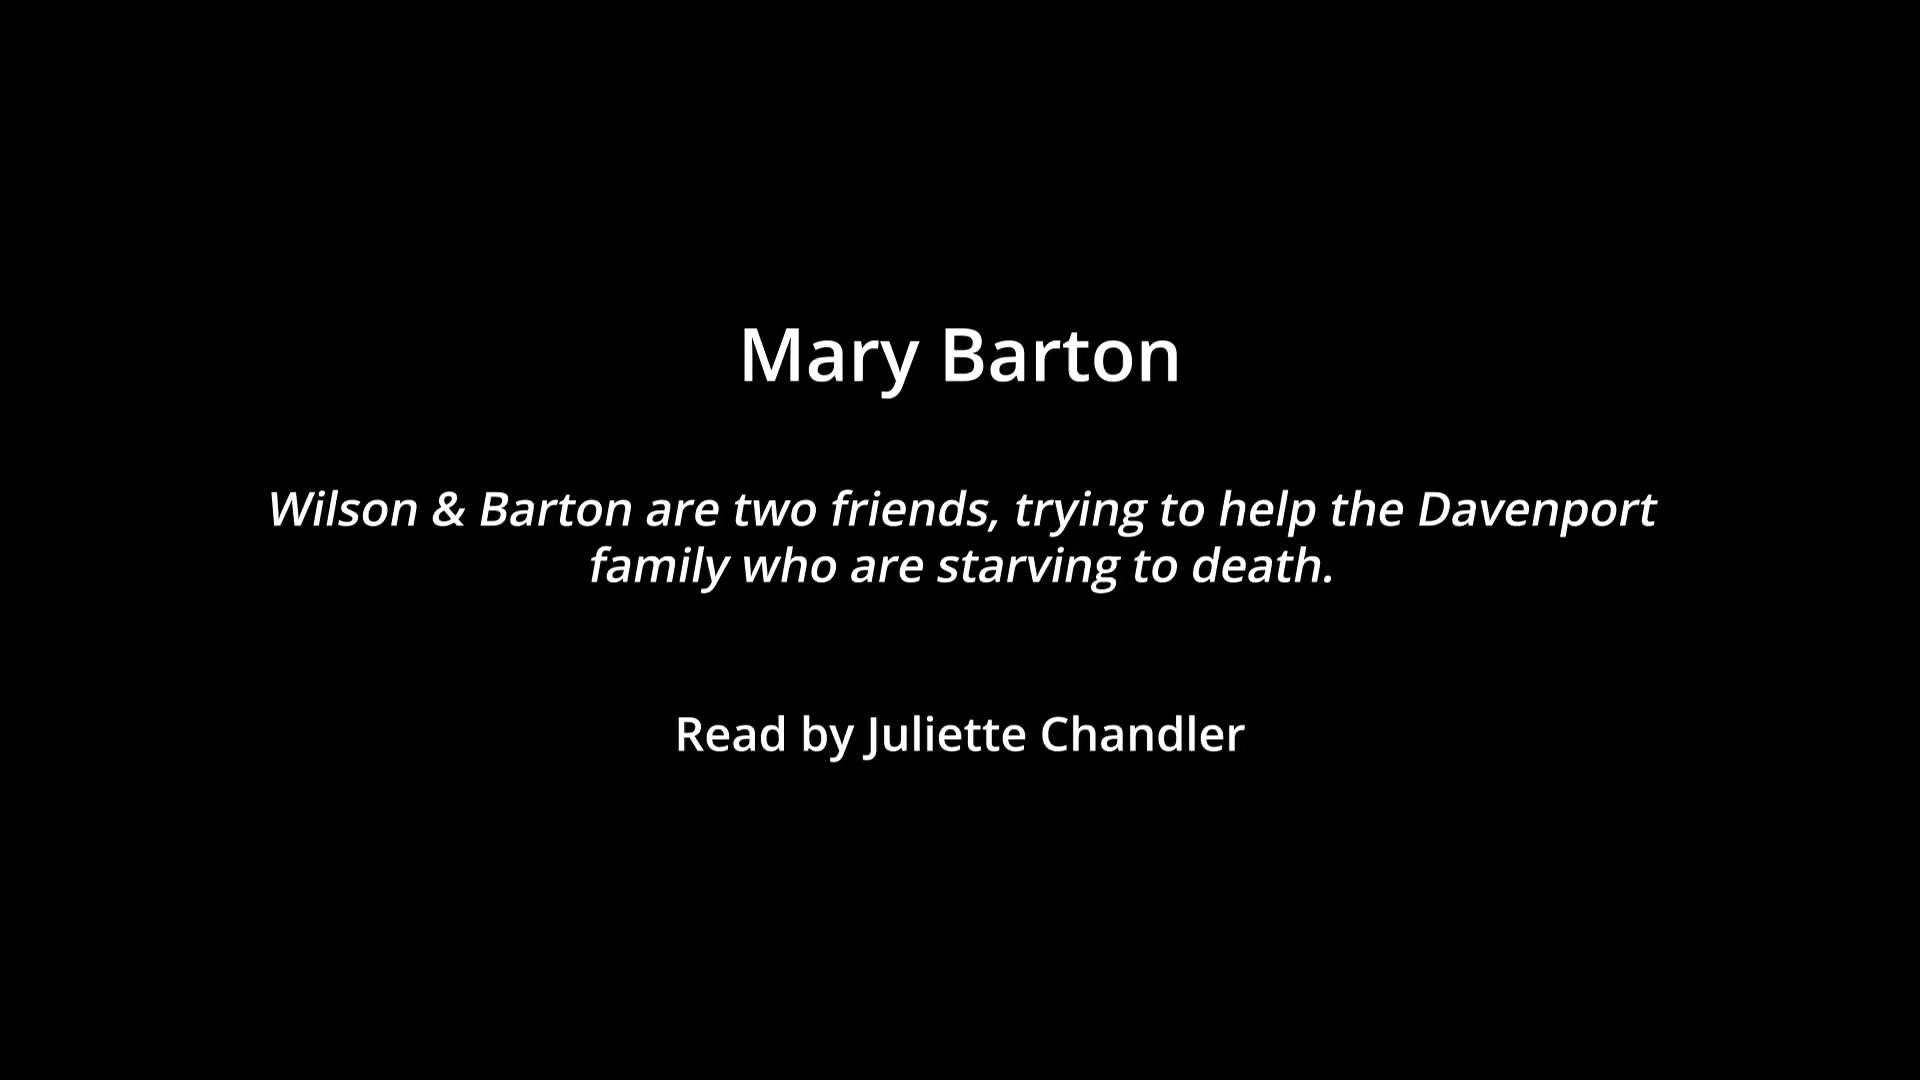 Mary Barton
Wilson & Barton are two friends, trying to help the Davenport
family who are starving to death.
Read by Juliette Chandler